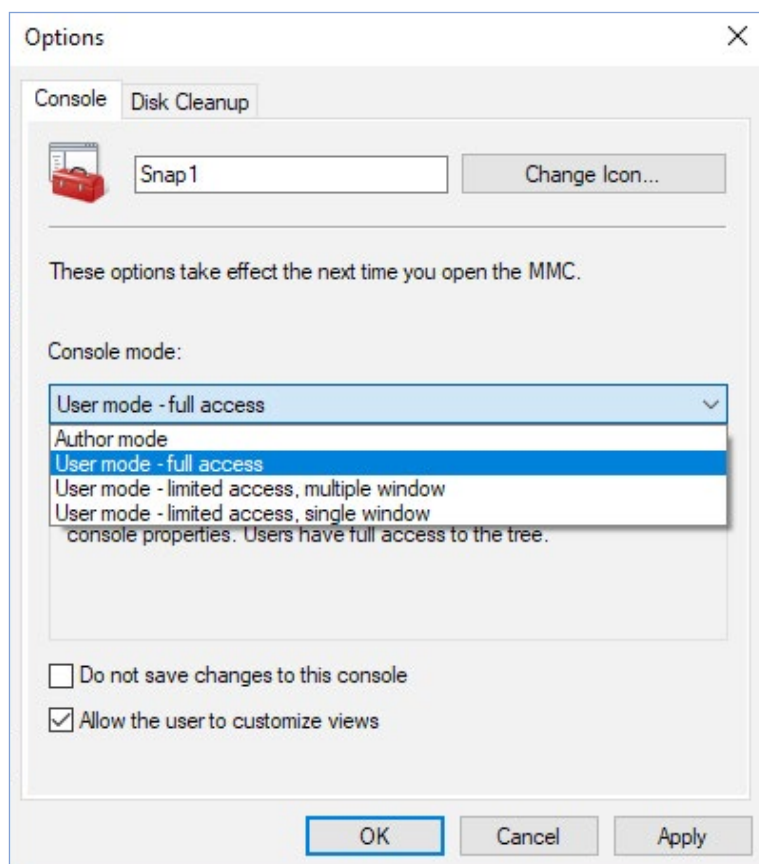 Options
Console Disk Cleanup
Snap1 Change Icon...
These options take effect the next time you open the MMC.
Console mode:
User mode - full access
Author mode
User mode - full access
User mode - limited access, multiple window
User mode - limited access, single window
console properties. Users have full access to the tree.
Do not save changes to this console
Allow the user to customize views
OK Cancel Apply